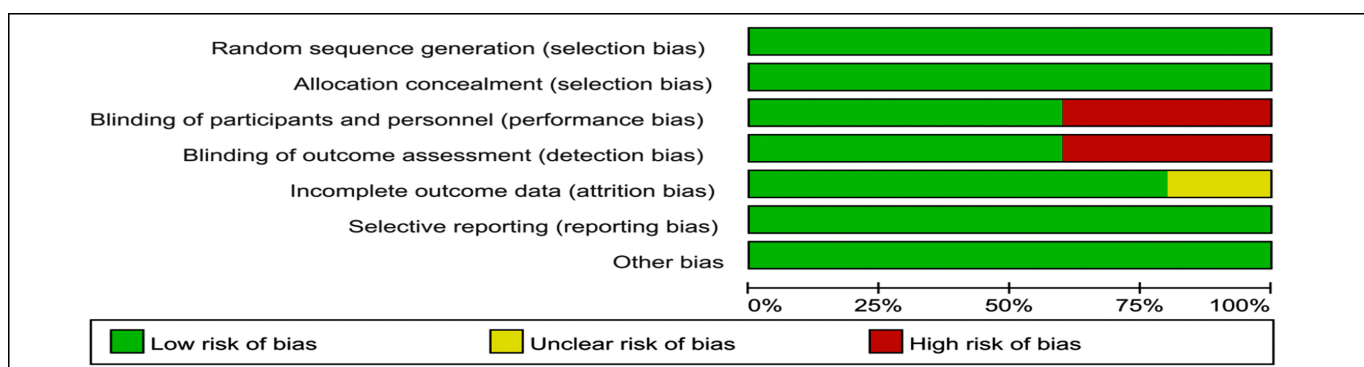 Random sequence generation (selection bias)
Allocation concealment (selection bias)
Blinding of participants and personnel (performance bias)
Blinding of outcome assessment (detection bias)
Incomplete outcome data (attrition bias)
Selective reporting (reporting bias)
Other bias
0% 25% 50% 75% 100%
Low risk of bias Unclear risk of bias High risk of bias